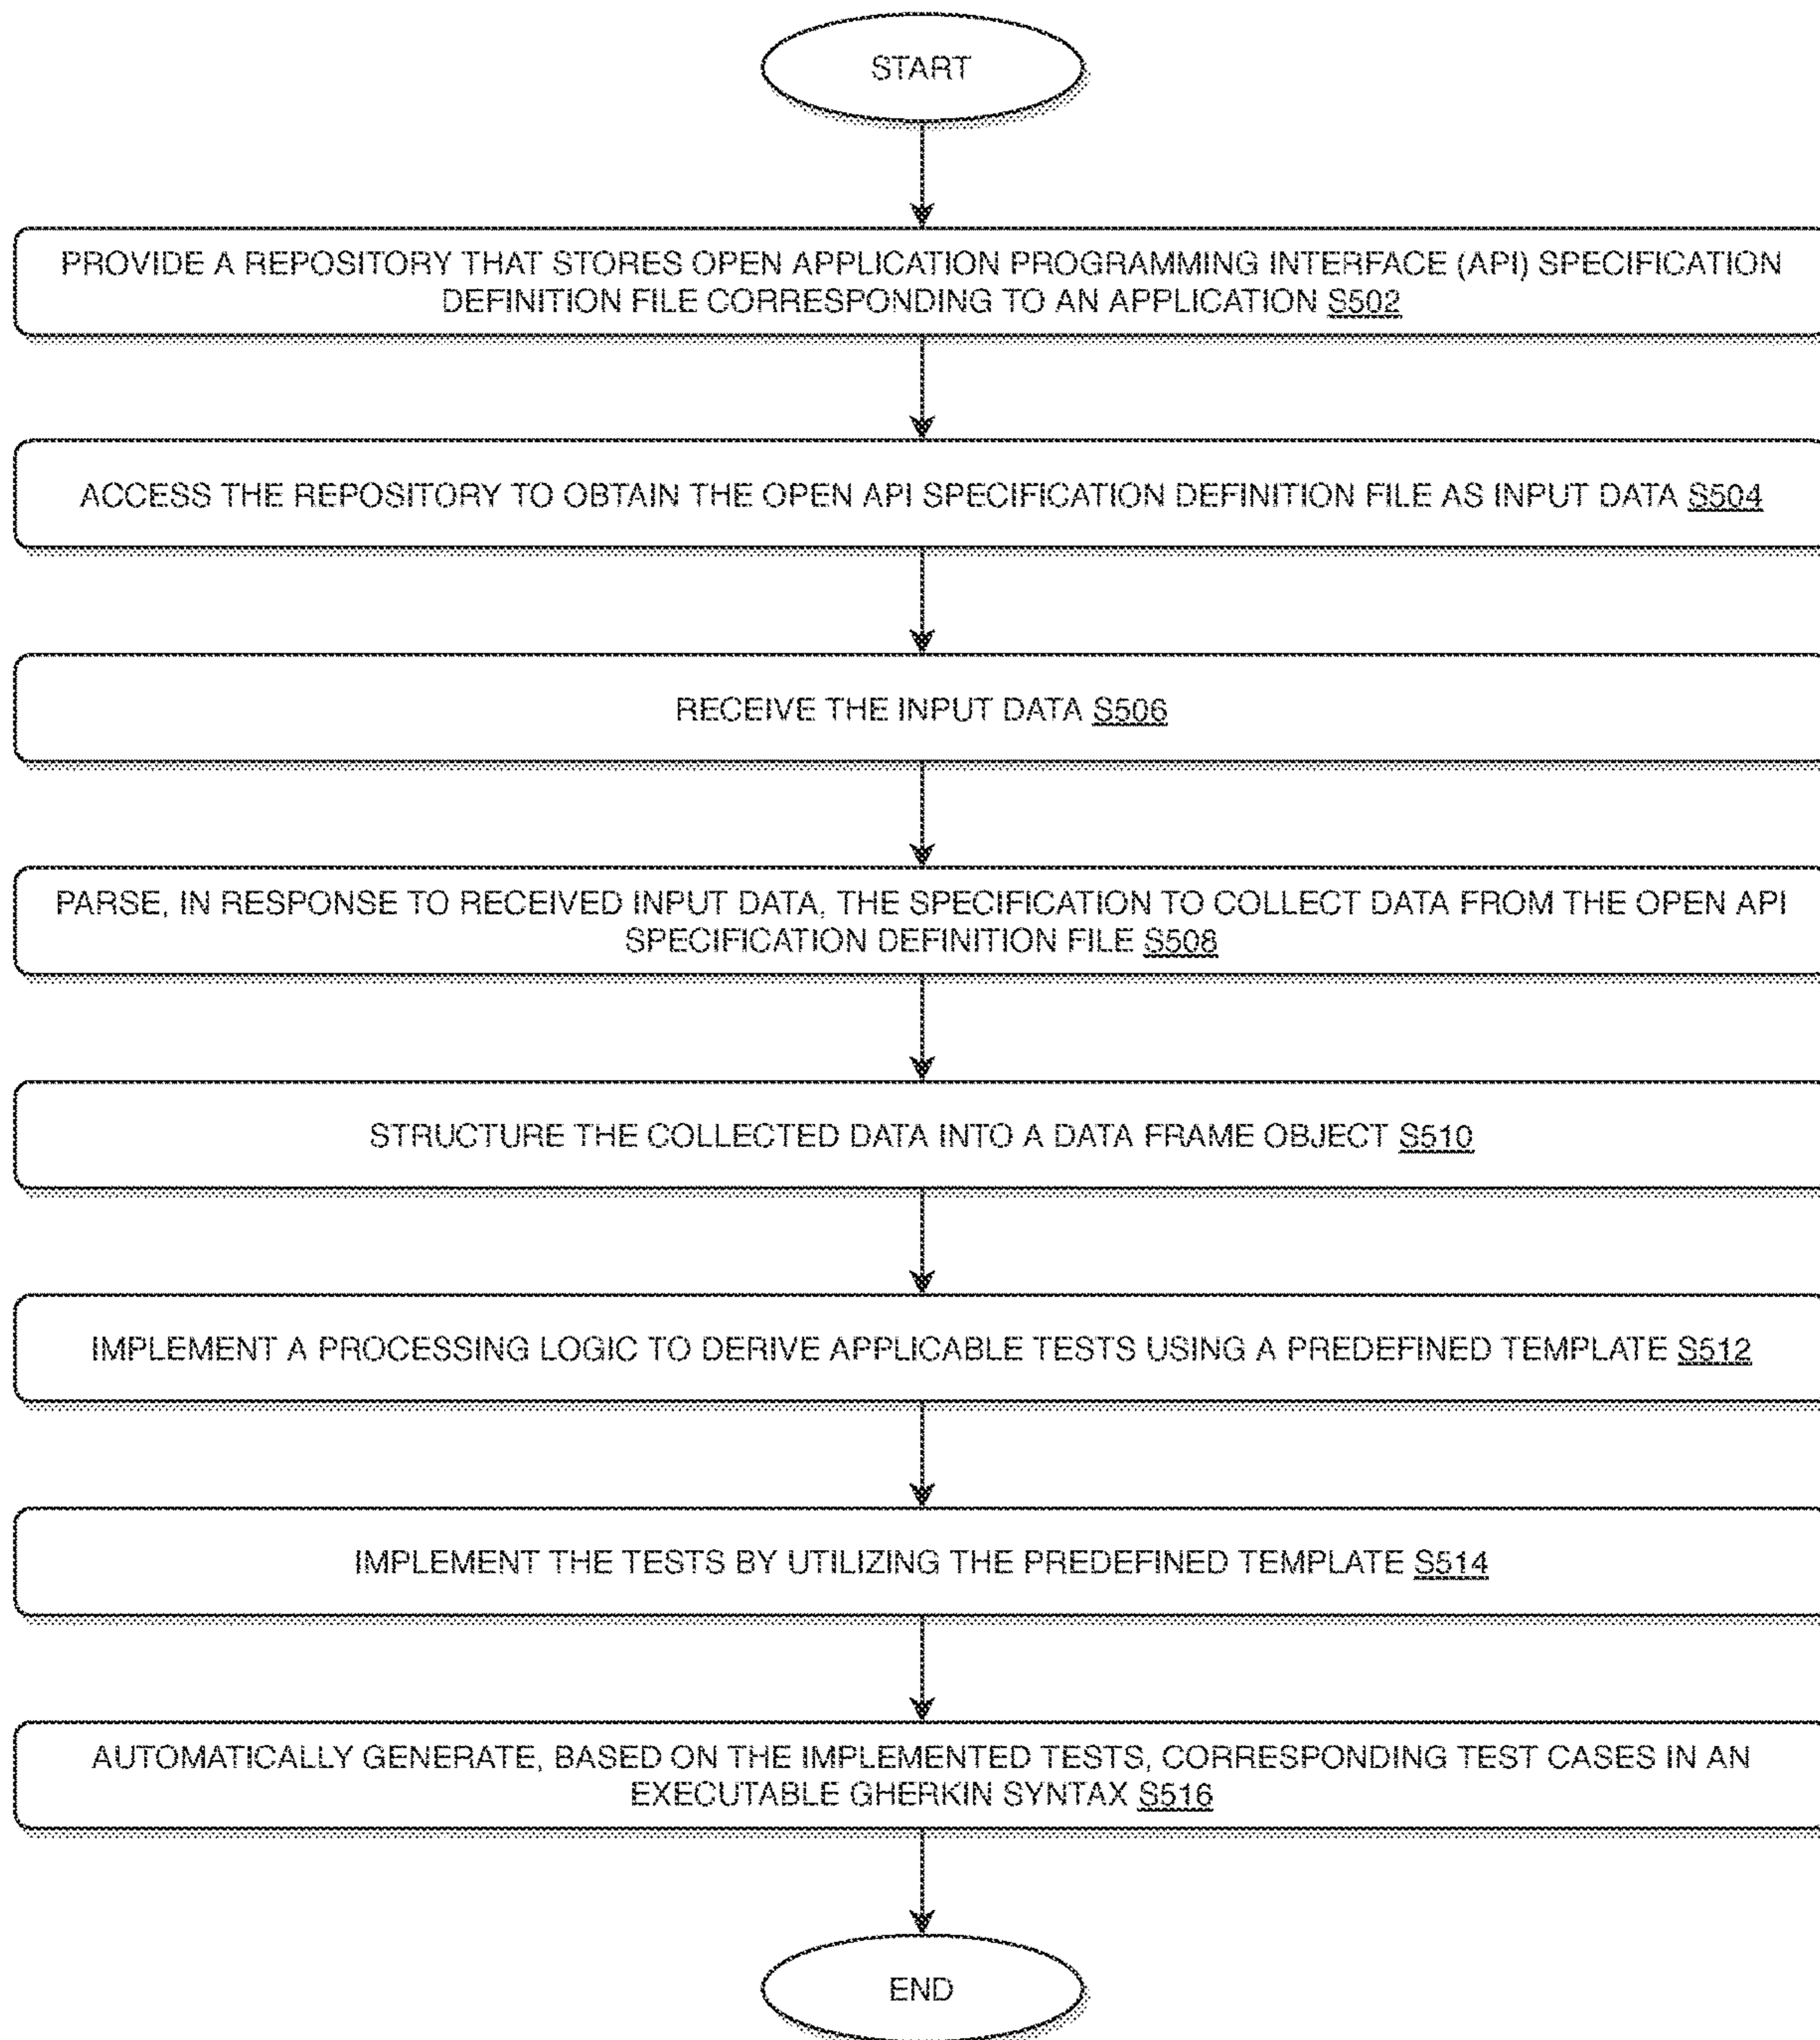 START
PROVIDE A REPOSITORY THAT STORES OPEN APPLICATION PROGRAMMING INTERFACE (API) SPECIFICATION
DEFINITION FILE CORRESPONDING TO AN APPLICATION S502
ACCESS THE REPOSITORY TO OBTAIN THE OPEN API SPECIFICATION DEFINITION FILE AS INPUT DATA S504
RECEIVE THE INPUT DATA S506
PARSE, IN RESPONSE TO RECEIVED INPUT DATA, THE SPECIFICATION TO COLLECT DATA FROM THE OPEN API
SPECIFICATION DEFINITION FILE S508
STRUCTURE THE COLLECTED DATA INTO A DATA FRAME OBJECT S510
IMPLEMENT A PROCESSING LOGIC TO DERIVE APPLICABLE TESTS USING A PREDEFINED TEMPLATE S512
IMPLEMENT THE TESTS BY UTILIZING THE PREDEFINED TEMPLATE S514
AUTOMATICALLY GENERATE, BASED ON THE IMPLEMENTED TESTS, CORRESPONDING TEST CASES IN AN
EXECUTABLE GHERKIN SYNTAX S516
END